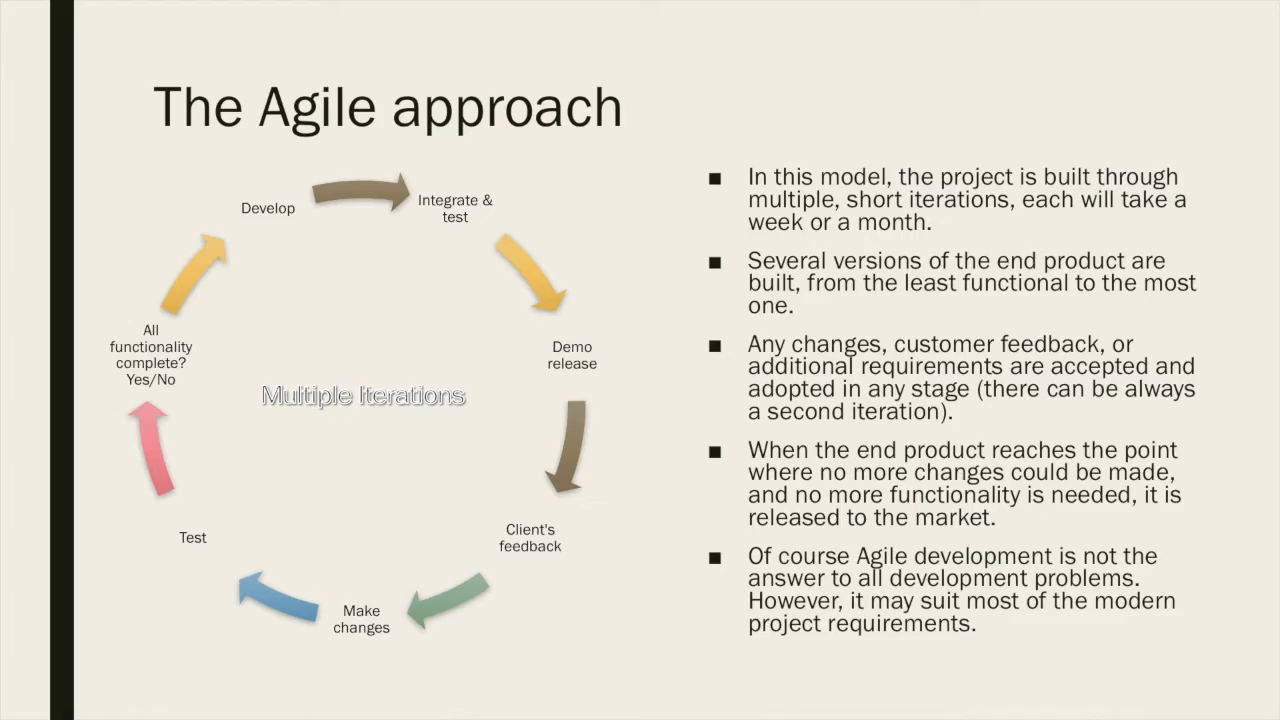 The Agile approach
Develop
Integrate &
test
Demo
release
Client's
feedback
Make
changes
Test
All
functionality
complete?
Yes/No
Multiple Iterations
■ In this model, the project is built through
multiple, short iterations, each will take a
week or a month.
■ Several versions of the end product are
built, from the least functional to the most
one.
■ Any changes, customer feedback, or
additional requirements are accepted and
adopted in any stage (there can be always
a second iteration).
■ When the end product reaches the point
where no more changes could be made,
and no more functionality is needed, it is
released to the market.
■ Of course Agile development is not the
answer to all development problems.
However, it may suit most of the modern
project requirements.